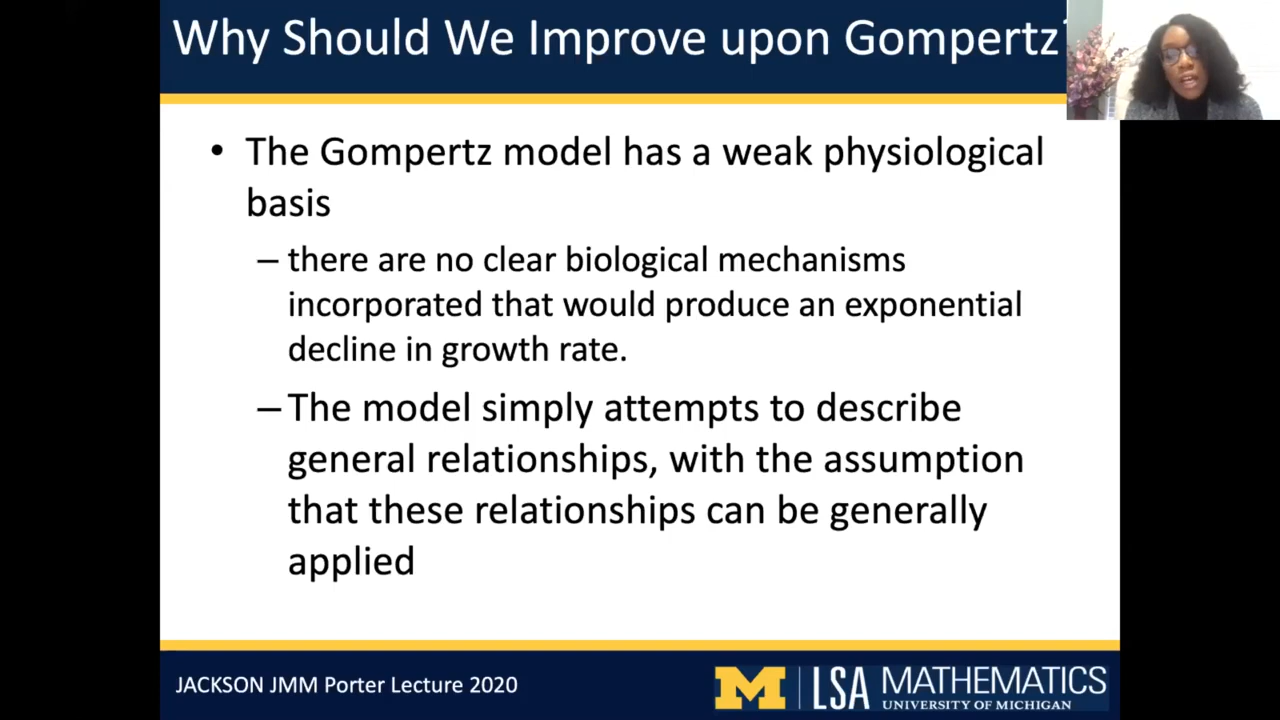 Why Should We Improve upon Gompertz?
• The Gompertz model has a weak physiological
basis
– there are no clear biological mechanisms
incorporated that would produce an exponential
decline in growth rate.
– The model simply attempts to describe
general relationships, with the assumption
that these relationships can be generally
applied
JACKSON JMM Porter Lecture 2020
M LSA MATHEMATICS
UNIVERSITY OF MICHIGAN